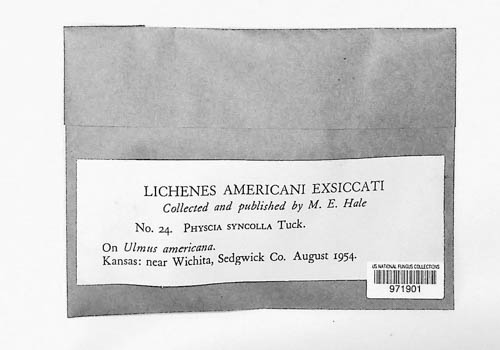 LICHENES AMERICANI EXSICCATI
Collected and published by M. E. Hale
No. 24. PHYSCIA SYNCOLLA Tuck.
On Ulmus americana.
Kansas: near Wichita, Sedgwick Co. August 1954.
US NATIONAL FUNGUS COLLECTIONS
971901